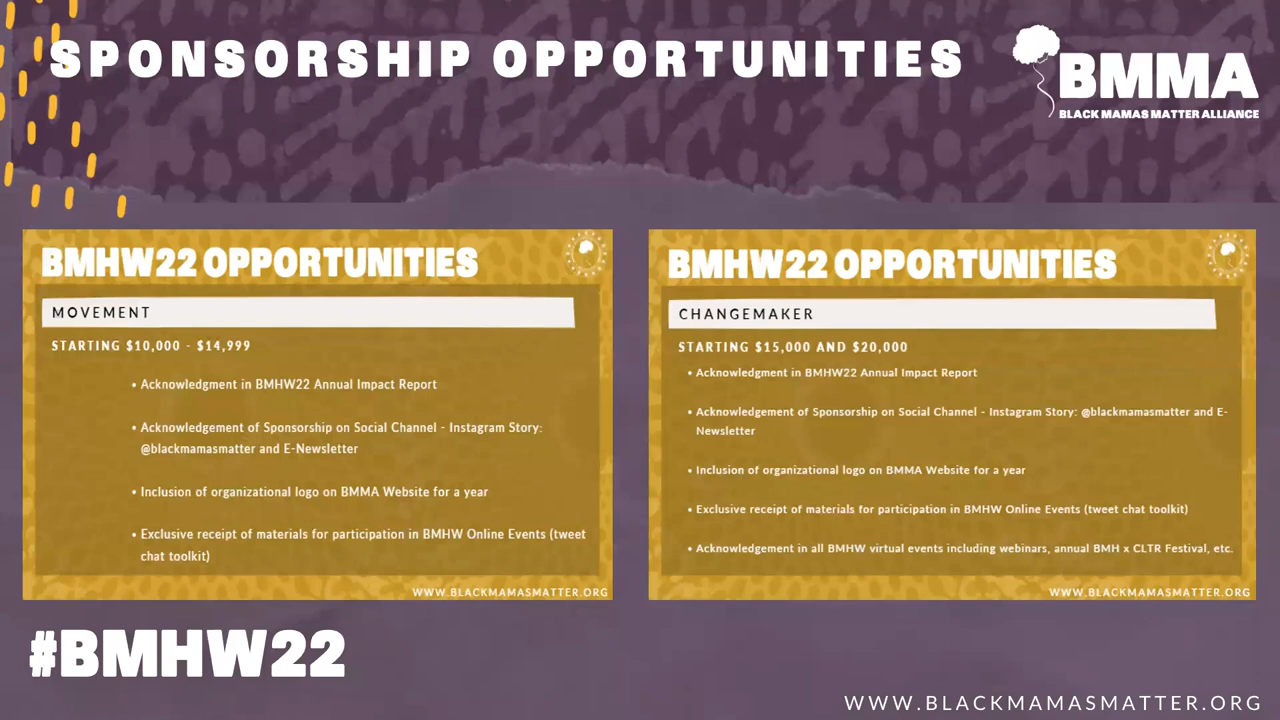 SPONSORSHIP OPPORTUNITIES
BMMA
BLACK MAMAS MATTER ALLIANCE
BMHW22 OPPORTUNITIES
MOVEMENT
STARTING $10,000 - $14,999
• Acknowledgment in BMHW22 Annual Impact Report
• Acknowledgement of Sponsorship on Social Channel - Instagram Story:
@blackmamasmatter and E-Newsletter
• Inclusion of organizational logo on BMMA Website for a year
• Exclusive receipt of materials for participation in BMHW Online Events (tweet
chat toolkit)
WWW.BLACKMAMASMATTER.ORG
BMHW22 OPPORTUNITIES
CHANGEMAKER
STARTING $15,000 AND $20,000
• Acknowledgment in BMHW22 Annual Impact Report
• Acknowledgement of Sponsorship on Social Channel - Instagram Story: @blackmamasmatter and E-
Newsletter
• Inclusion of organizational logo on BMMA Website for a year
• Exclusive receipt of materials for participation in BMHW Online Events (tweet chat toolkit)
• Acknowledgement in all BMHW virtual events including webinars, annual BMH x CLTR Festival, etc.
WWW.BLACKMAMASMATTER.ORG
#BMHW22
WWW.BLACKMAMASMATTER.ORG